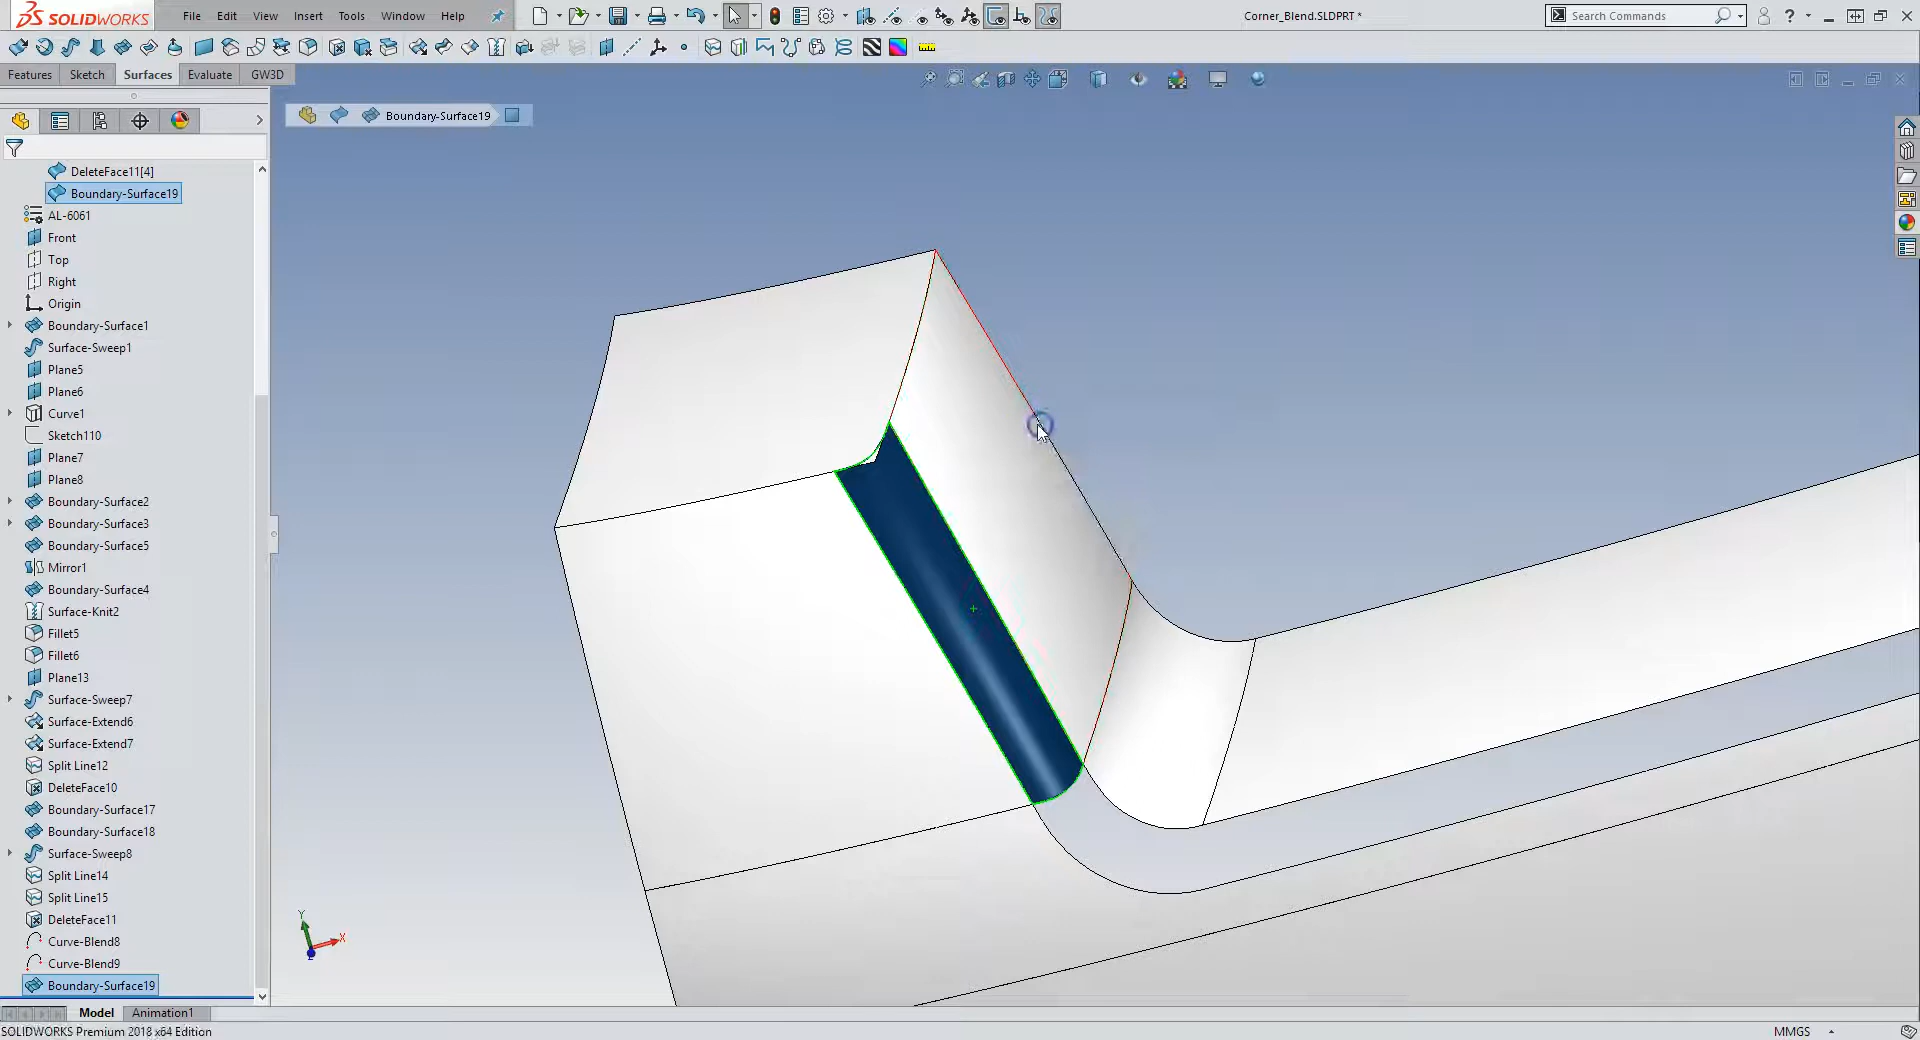 SOLIDWORKS
File Edit View Insert Tools Window Help
Corner_Blend.SLDPRT *
Search Commands
?
Features Sketch Surfaces Evaluate GW3D
Boundary-Surface19
DeleteFace11[4]
Boundary-Surface19
AL-6061
Front
Top
Right
Origin
Boundary-Surface1
Surface-Sweep1
Plane5
Plane6
Curve1
Sketch110
Plane7
Plane8
Boundary-Surface2
Boundary-Surface3
Boundary-Surface5
Mirror1
Boundary-Surface4
Surface-Knit2
Fillet5
Fillet6
Plane13
Surface-Sweep7
Surface-Extend6
Surface-Extend7
Split Line12
DeleteFace10
Boundary-Surface17
Boundary-Surface18
Surface-Sweep8
Split Line14
Split Line15
DeleteFace11
Curve-Blend8
Curve-Blend9
Boundary-Surface19
Y
X
Z
Model Animation1
SOLIDWORKS Premium 2018 x64 Edition
MMGS